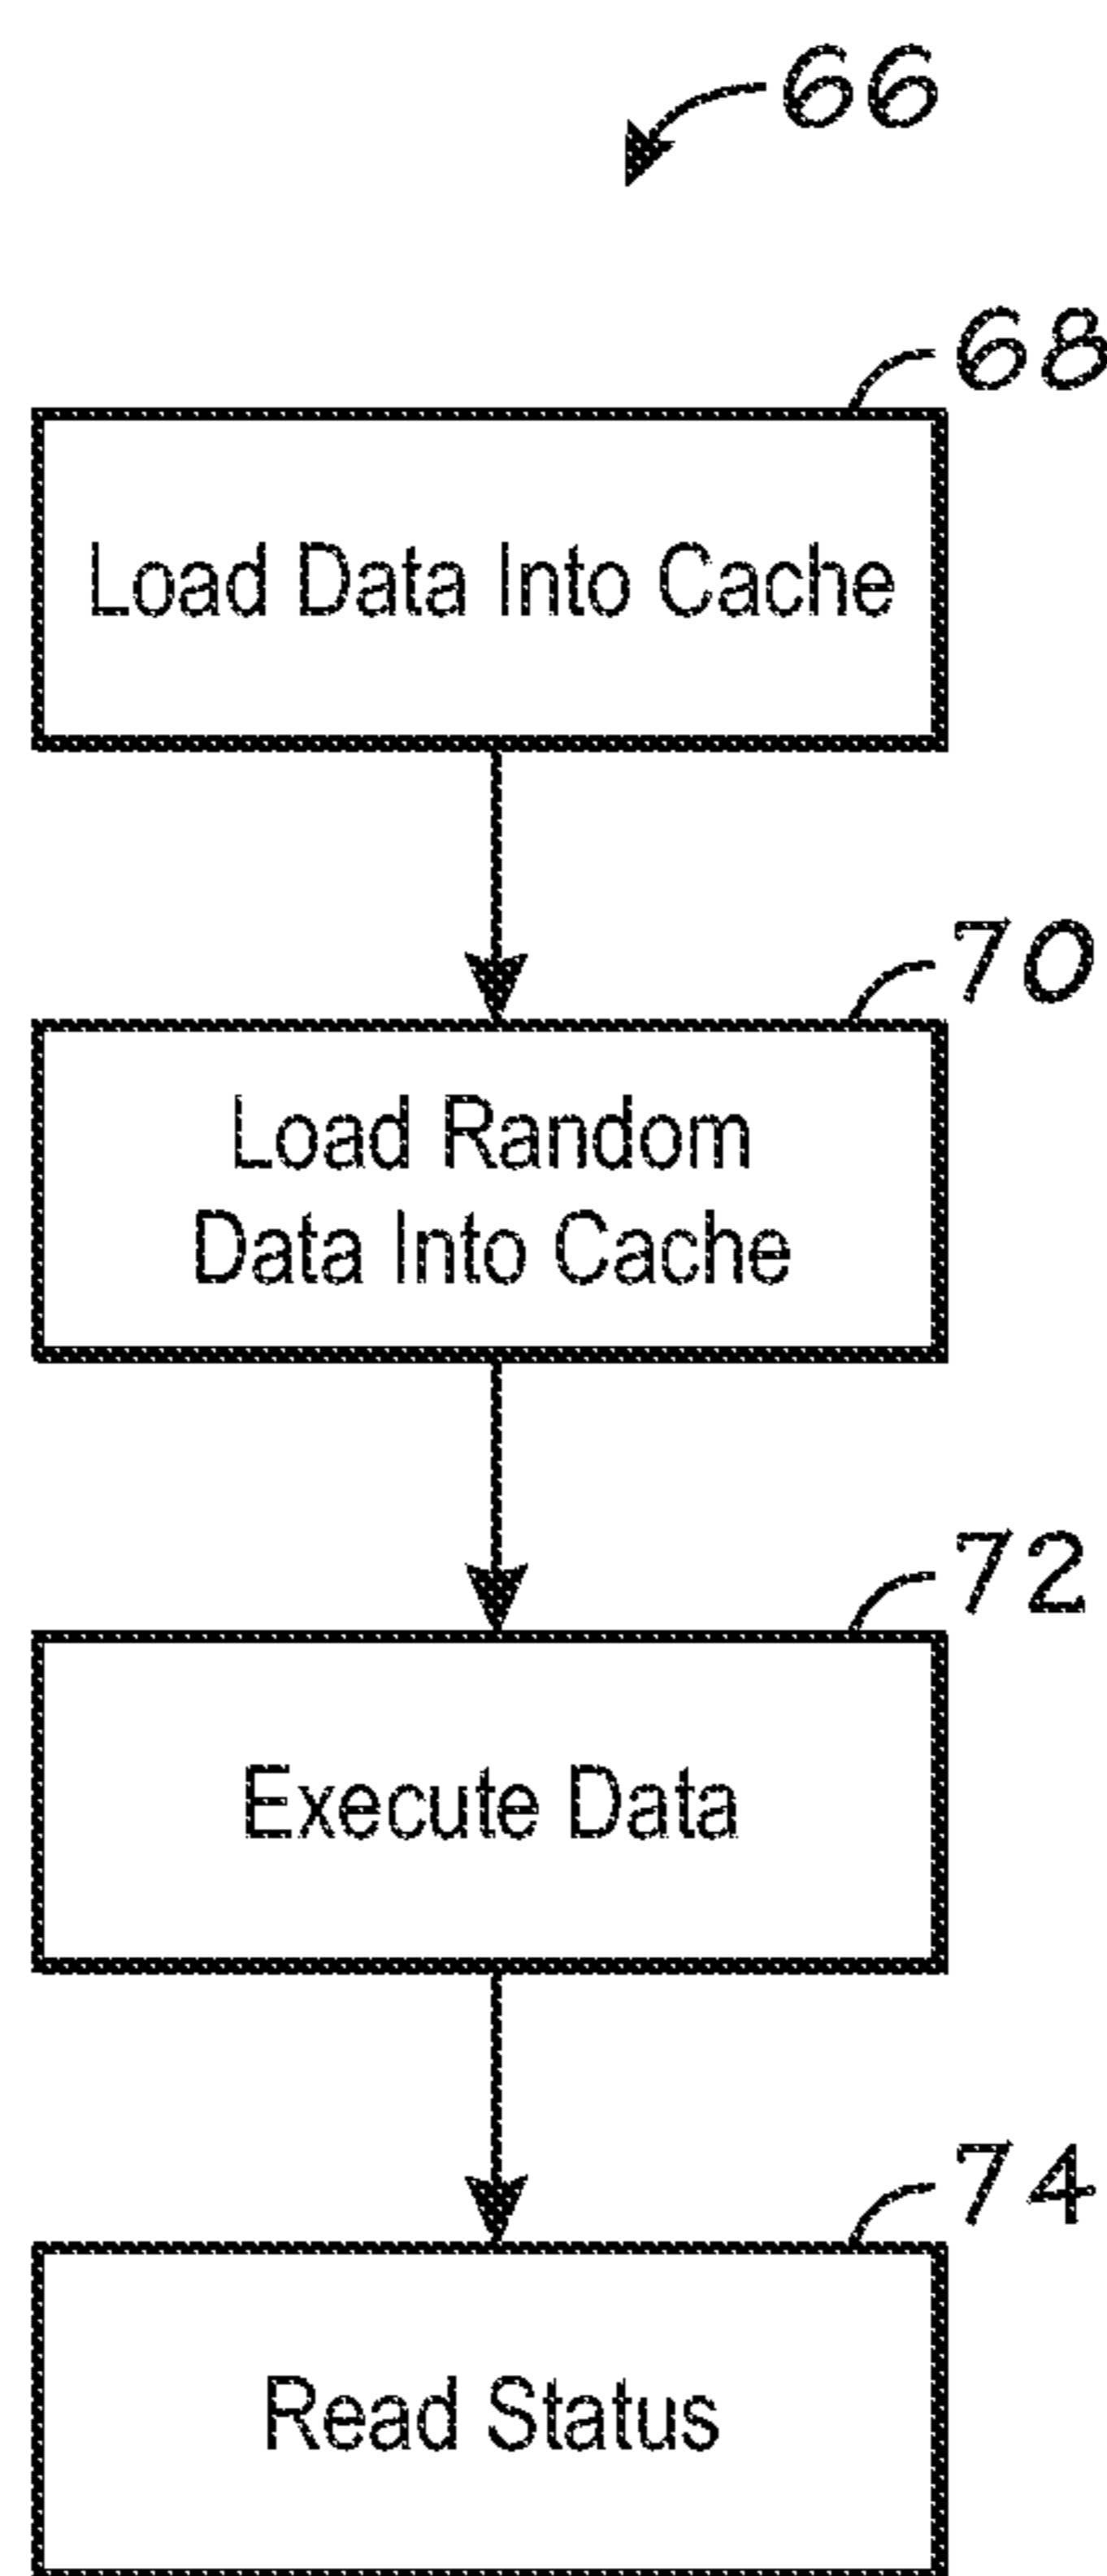 66
68
Load Data Into Cache
70
Load Random
Data Into Cache
72
Execute Data
74
Read Status